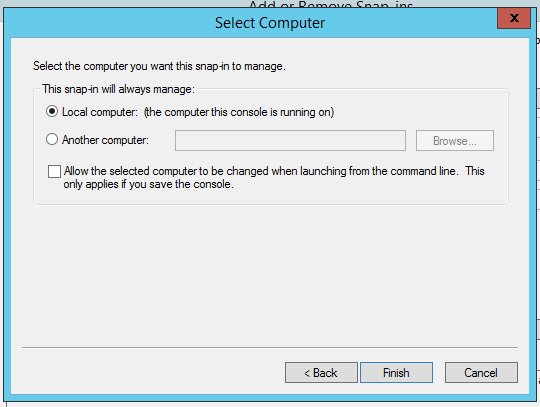 Add or Remove Snap-ins
Select Computer
x
Select the computer you want this snap-in to manage.
This snap-in will always manage:
Local computer: (the computer this console is running on)
Another computer:
Browse...
Allow the selected computer to be changed when launching from the command line. This
only applies if you save the console.
< Back
Finish
Cancel